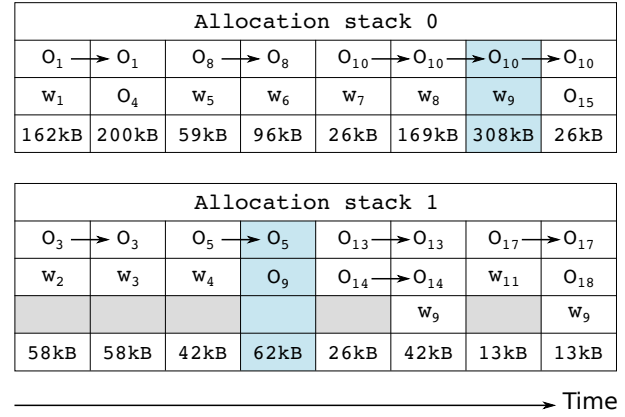 Allocation stack 0
O₁ O₁ O₈ O₈ O₁₀ O₁₀ O₁₀ O₁₀
W₁ O₄ W₅ W₆ W₇ W₈ W₉ O₁₅
162kB 200kB 59kB 96kB 26kB 169kB 308kB 26kB
Allocation stack 1
O₃ O₃ O₅ O₅ O₁₃ O₁₃ O₁₇ O₁₇
W₂ W₃ W₄ O₉ O₁₄ O₁₄ W₁₁ O₁₈
W₉ W₉
58kB 58kB 42kB 62kB 26kB 42kB 13kB 13kB
Time